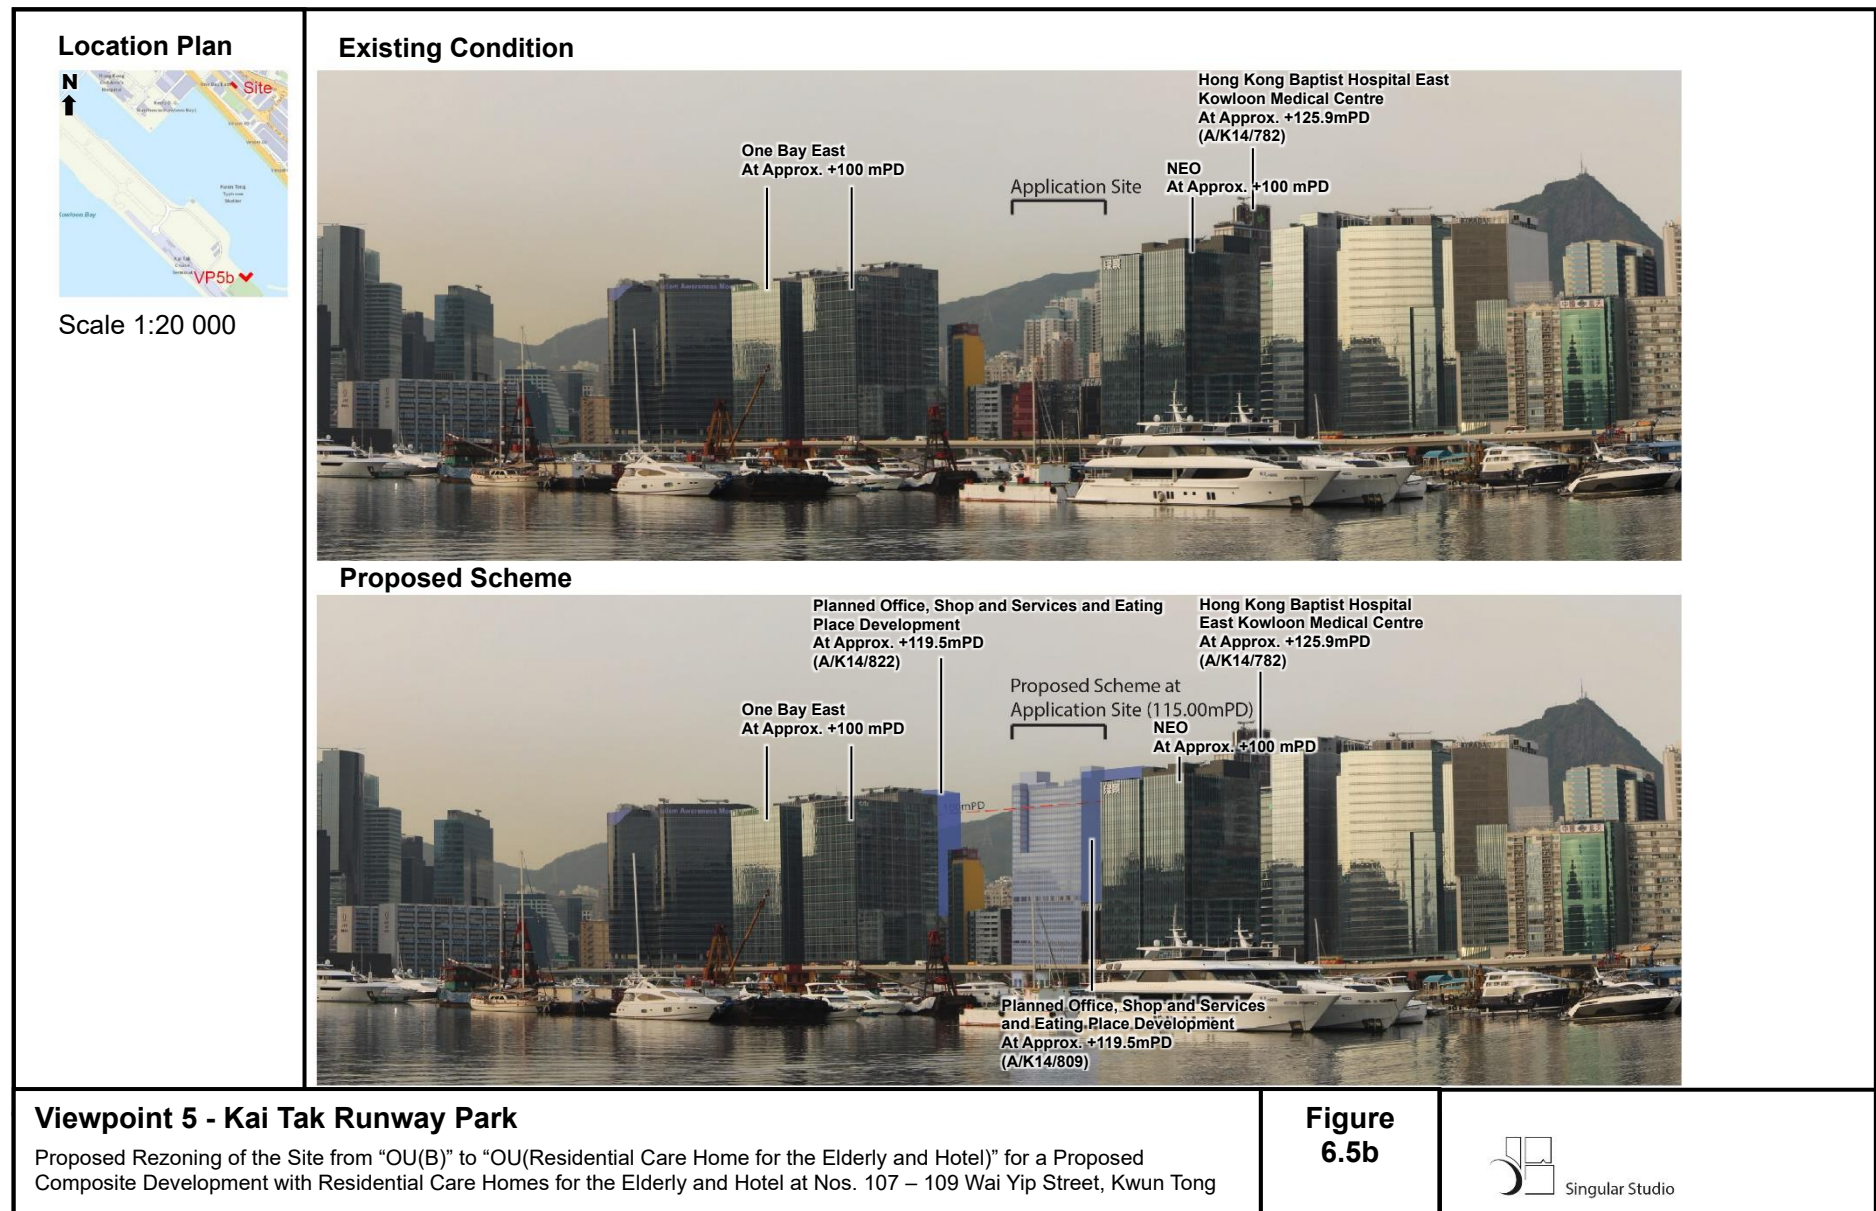 Location Plan
N
Site
Kowloon Bay
VP5b
Scale 1:20 000
Existing Condition
One Bay East
At Approx. +100 mPD
Application Site
Hong Kong Baptist Hospital East
Kowloon Medical Centre
At Approx. +125.9mPD
(A/K14/782)
NEO
At Approx. +100 mPD
citi
Proposed Scheme
Planned Office, Shop and Services and Eating
Place Development
At Approx. +119.5mPD
(A/K14/822)
One Bay East
At Approx. +100 mPD
Proposed Scheme at
Application Site (115.00mPD)
Hong Kong Baptist Hospital
East Kowloon Medical Centre
At Approx. +125.9mPD
(A/K14/782)
NEO
At Approx. +100 mPD
100mPD
citi
Planned Office, Shop and Services
and Eating Place Development
At Approx. +119.5mPD
(A/K14/809)
Viewpoint 5 - Kai Tak Runway Park
Proposed Rezoning of the Site from “OU(B)” to “OU(Residential Care Home for the Elderly and Hotel)” for a Proposed
Composite Development with Residential Care Homes for the Elderly and Hotel at Nos. 107 – 109 Wai Yip Street, Kwun Tong
Figure
6.5b
Singular Studio